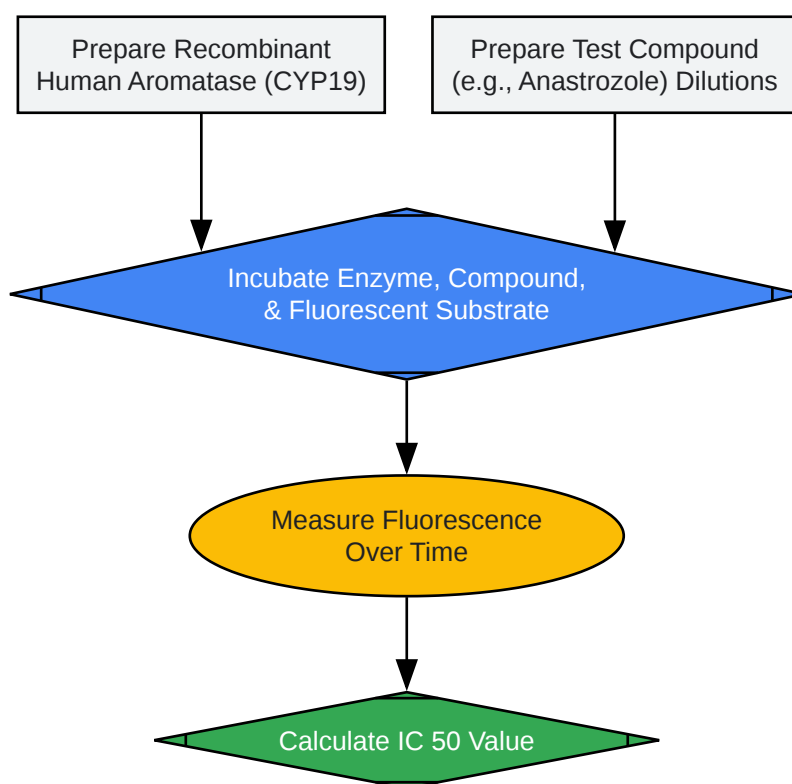 Prepare Recombinant
Human Aromatase (CYP19)
Prepare Test Compound
(e.g., Anastrozole) Dilutions
Incubate Enzyme, Compound,
& Fluorescent Substrate
Measure Fluorescence
Over Time
Calculate IC 50 Value